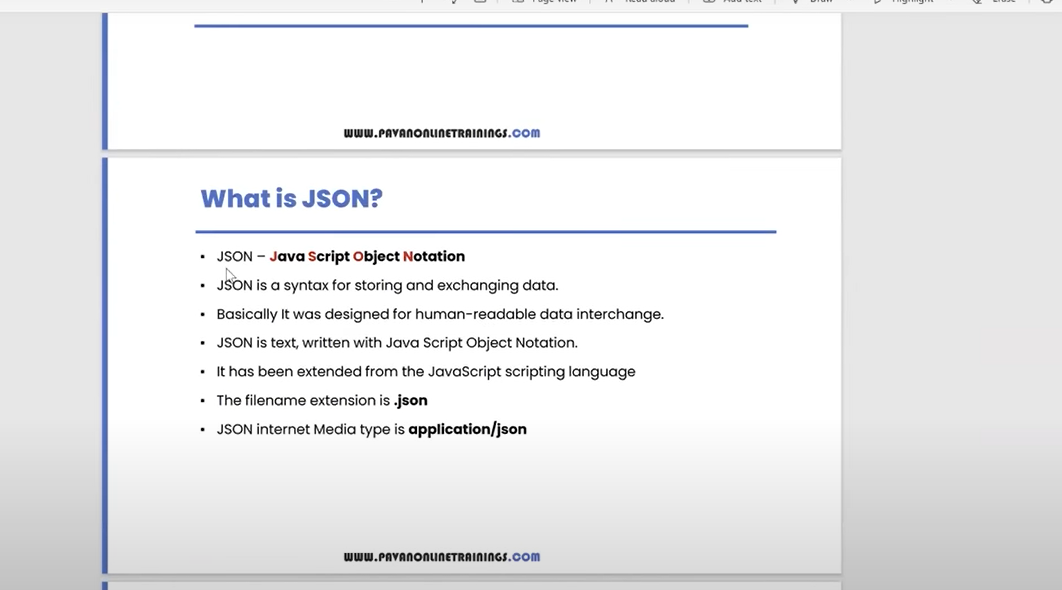 Page view Read aloud Add text Draw Highlight Erase
WWW.PAVANONLINETRAININGS.COM
What is JSON?
▪ JSON – Java Script Object Notation
▪ JSON is a syntax for storing and exchanging data.
▪ Basically It was designed for human-readable data interchange.
▪ JSON is text, written with Java Script Object Notation.
▪ It has been extended from the JavaScript scripting language
▪ The filename extension is .json
▪ JSON internet Media type is application/json
WWW.PAVANONLINETRAININGS.COM